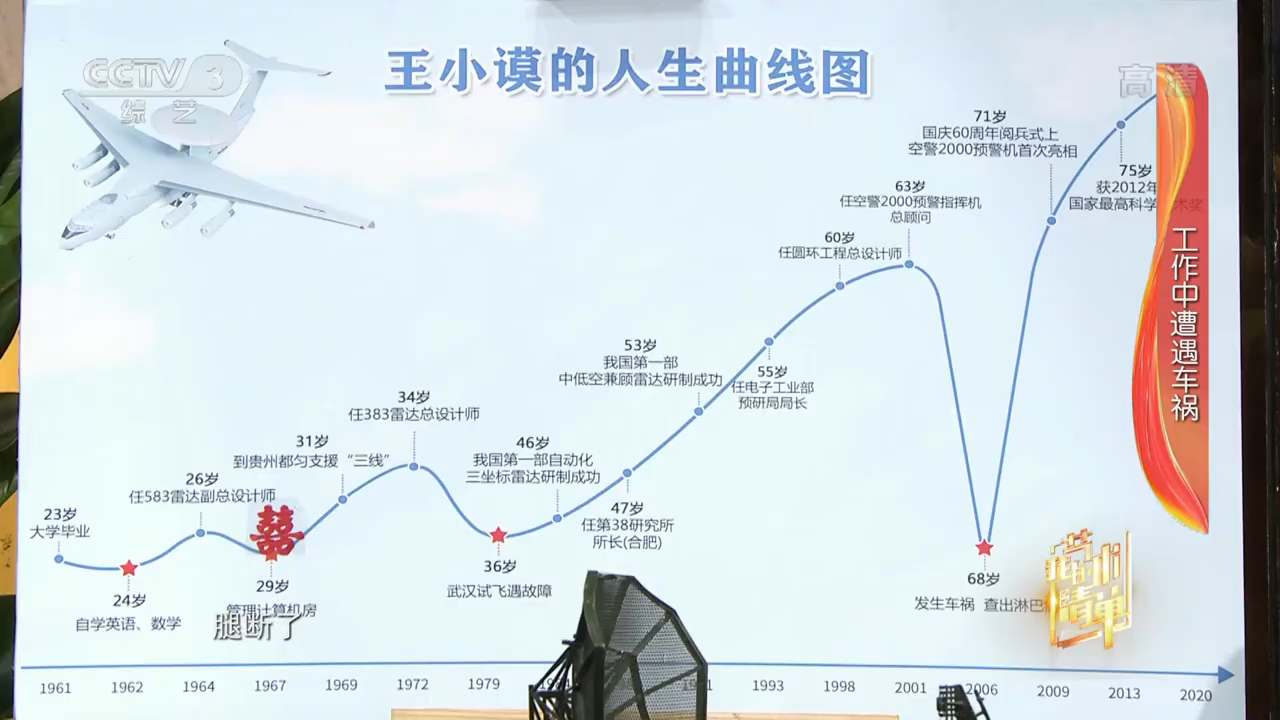 CCTV 3
综艺
高清
王小谟的人生曲线图
23岁
大学毕业
24岁
自学英语、数学
26岁
任583雷达副总设计师
囍
29岁
管理计算机房
31岁
到贵州都匀支援“三线”
34岁
任383雷达总设计师
36岁
武汉试飞遇故障
46岁
我国第一部自动化
三坐标雷达研制成功
47岁
任第38研究所
所长(合肥)
53岁
我国第一部
中低空兼顾雷达研制成功
55岁
任电子工业部
预研局局长
60岁
任圆环工程总设计师
63岁
任空警2000预警指挥机
总顾问
68岁
发生车祸 查出淋巴
71岁
国庆60周年阅兵式上
空警2000预警机首次亮相
75岁
获2012年
国家最高科学 术奖
工作中遭遇车祸
腿断了
你好
的
清单
1961
1962
1964
1967
1969
1972
1979
1993
1998
2001
2006
2009
2013
2020